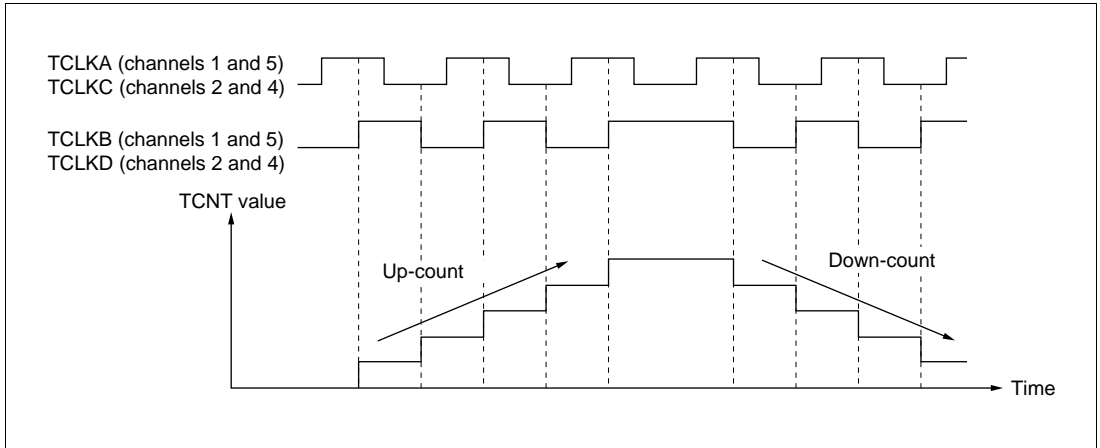 TCLKA (channels 1 and 5)
TCLKC (channels 2 and 4)
TCLKB (channels 1 and 5)
TCLKD (channels 2 and 4)
TCNT value
Up-count
Down-count
Time